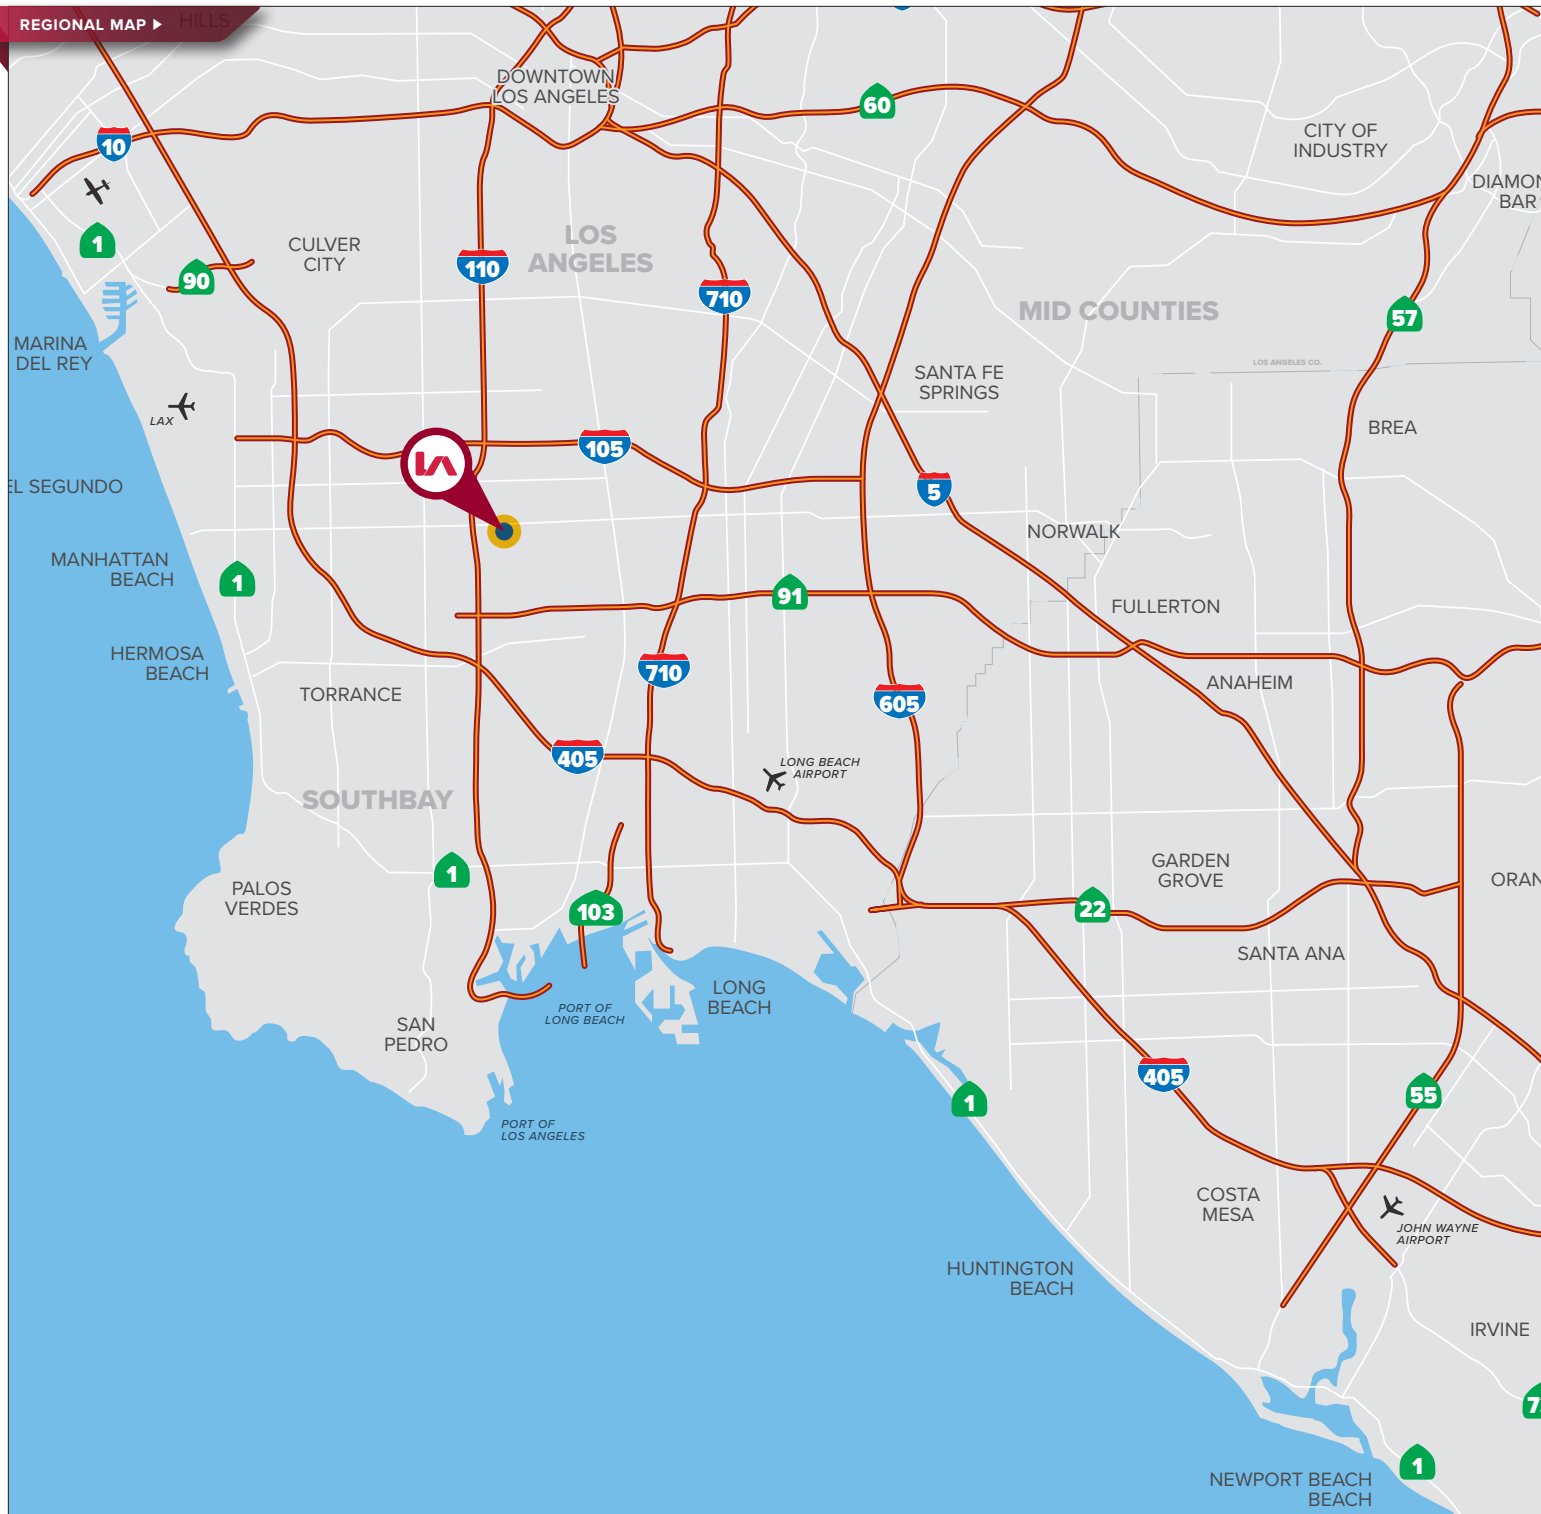 REGIONAL MAP
HILLS
DOWNTOWN
LOS ANGELES
60
10
CITY OF
INDUSTRY
DIAMON
BAR
1
CULVER
CITY
90
LOS
ANGELES
110
710
MID COUNTIES
57
MARINA
DEL REY
LOS ANGELES CO.
SANTA FE
SPRINGS
LAX
BREA
105
5
EL SEGUNDO
NORWALK
MANHATTAN
BEACH
1
91
FULLERTON
HERMOSA
BEACH
710
TORRANCE
605
ANAHEIM
405
LONG BEACH
AIRPORT
SOUTHBAY
1
PALOS
VERDES
103
GARDEN
GROVE
22
ORAN
SANTA ANA
LONG
BEACH
PORT OF
LONG BEACH
SAN
PEDRO
405
55
1
PORT OF
LOS ANGELES
COSTA
MESA
JOHN WAYNE
AIRPORT
HUNTINGTON
BEACH
IRVINE
7
1
NEWPORT BEACH
BEACH